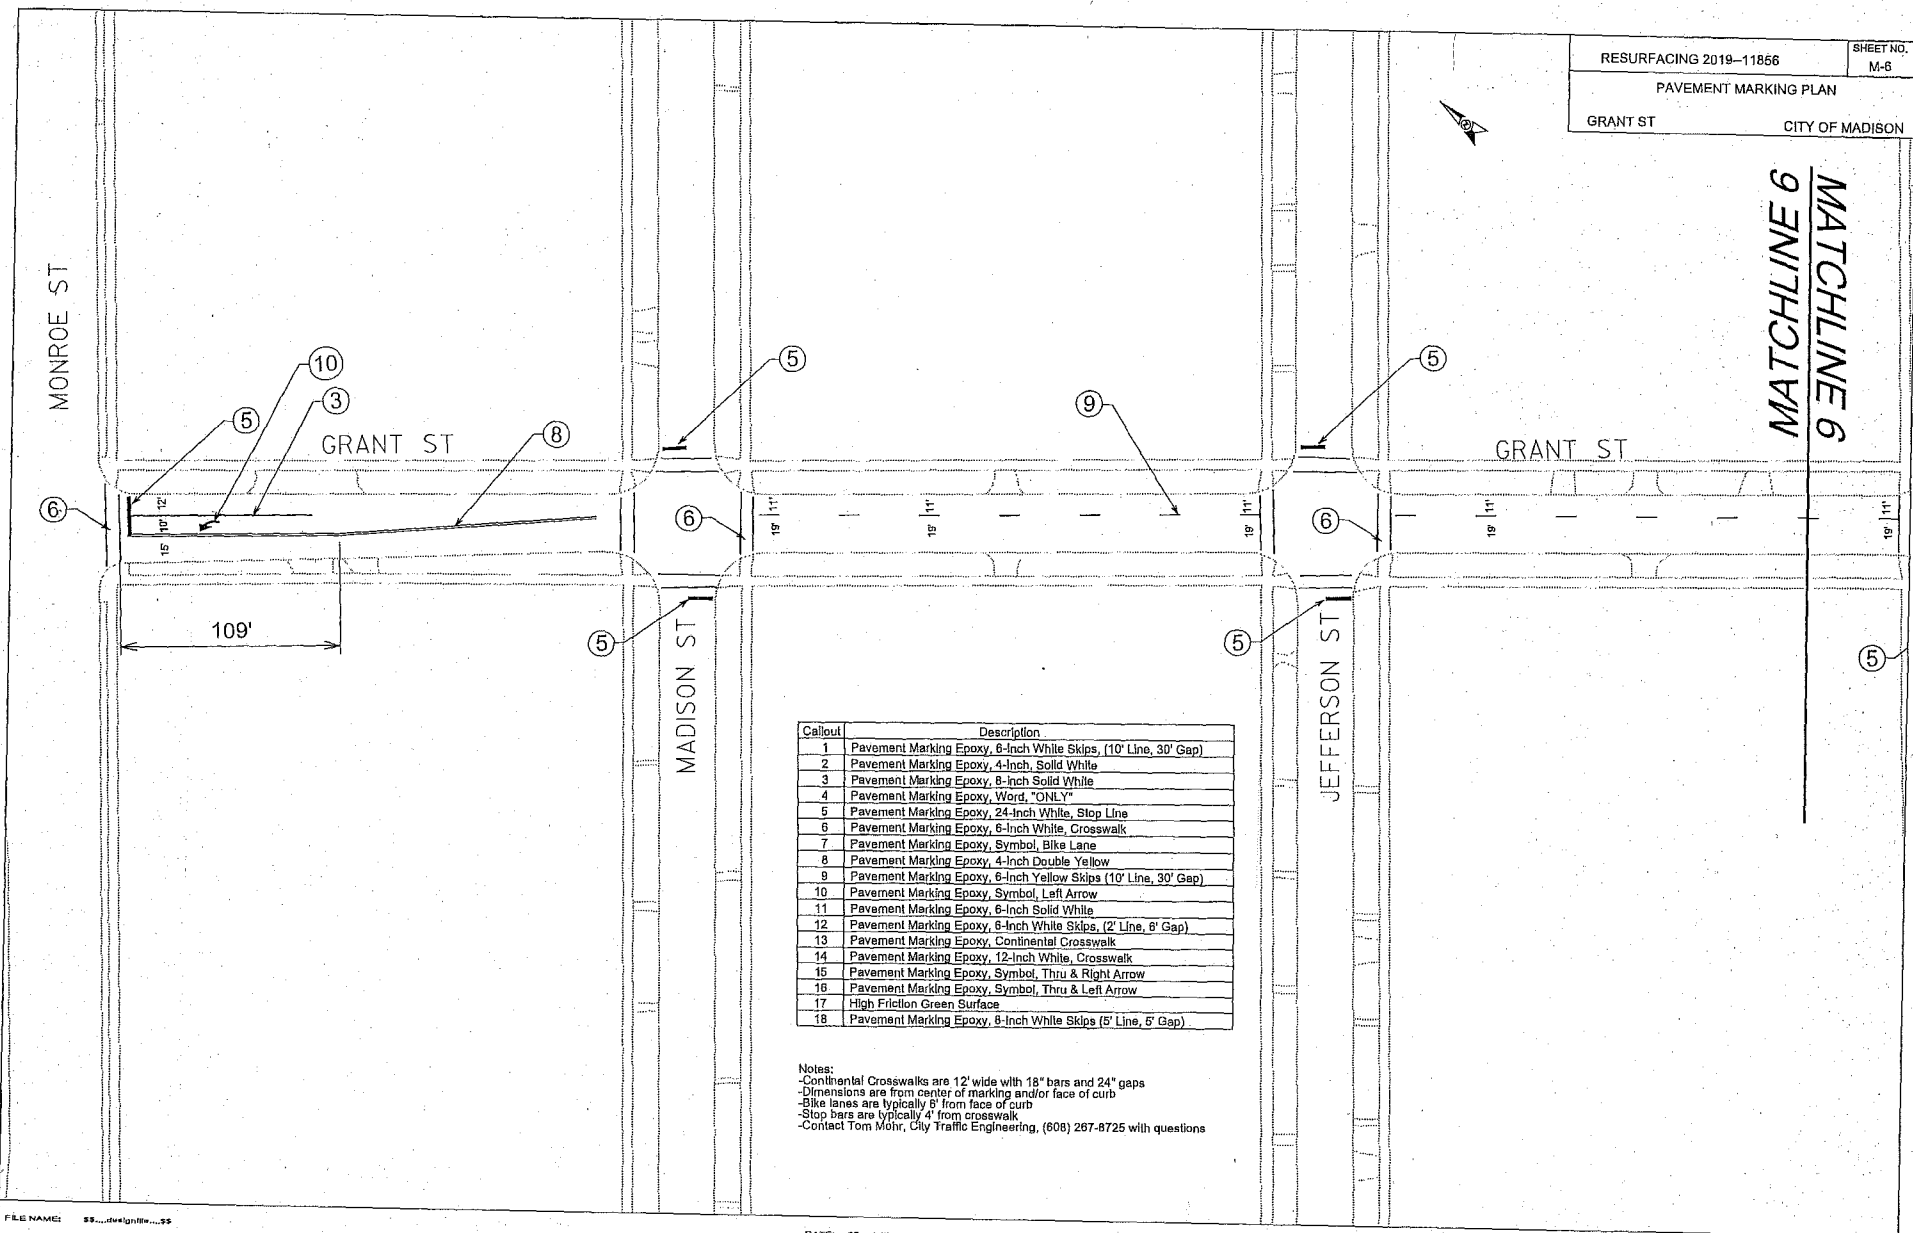 RESURFACING 2019–11856
SHEET NO.
M-6
PAVEMENT MARKING PLAN
GRANT ST
CITY OF MADISON
MATCHLINE 6
MATCHLINE 6
MONROE ST
10
3
5
GRANT ST
8
5
9
5
GRANT ST
6
12'
10'
15'
6
11'
19'
11'
19'
11'
19'
6
11'
19'
11'
19'
109'
5
MADISON ST
5
JEFFERSON ST
5
Callout Description
1 Pavement Marking Epoxy, 6-Inch White Skips, (10' Line, 30' Gap)
2 Pavement Marking Epoxy, 4-Inch, Solid White
3 Pavement Marking Epoxy, 8-Inch Solid White
4 Pavement Marking Epoxy, Word, "ONLY"
5 Pavement Marking Epoxy, 24-Inch White, Stop Line
6 Pavement Marking Epoxy, 6-Inch White, Crosswalk
7 Pavement Marking Epoxy, Symbol, Bike Lane
8 Pavement Marking Epoxy, 4-Inch Double Yellow
9 Pavement Marking Epoxy, 6-Inch Yellow Skips (10' Line, 30' Gap)
10 Pavement Marking Epoxy, Symbol, Left Arrow
11 Pavement Marking Epoxy, 6-Inch Solid White
12 Pavement Marking Epoxy, 6-Inch White Skips, (2' Line, 6' Gap)
13 Pavement Marking Epoxy, Continental Crosswalk
14 Pavement Marking Epoxy, 12-Inch White, Crosswalk
15 Pavement Marking Epoxy, Symbol, Thru & Right Arrow
16 Pavement Marking Epoxy, Symbol, Thru & Left Arrow
17 High Friction Green Surface
18 Pavement Marking Epoxy, 8-Inch White Skips (5' Line, 5' Gap)
Notes:
-Continental Crosswalks are 12' wide with 18" bars and 24" gaps
-Dimensions are from center of marking and/or face of curb
-Bike lanes are typically 6' from face of curb
-Stop bars are typically 4' from crosswalk
-Contact Tom Mohr, City Traffic Engineering, (608) 267-8725 with questions
FILE NAME: $$....designfile....$$